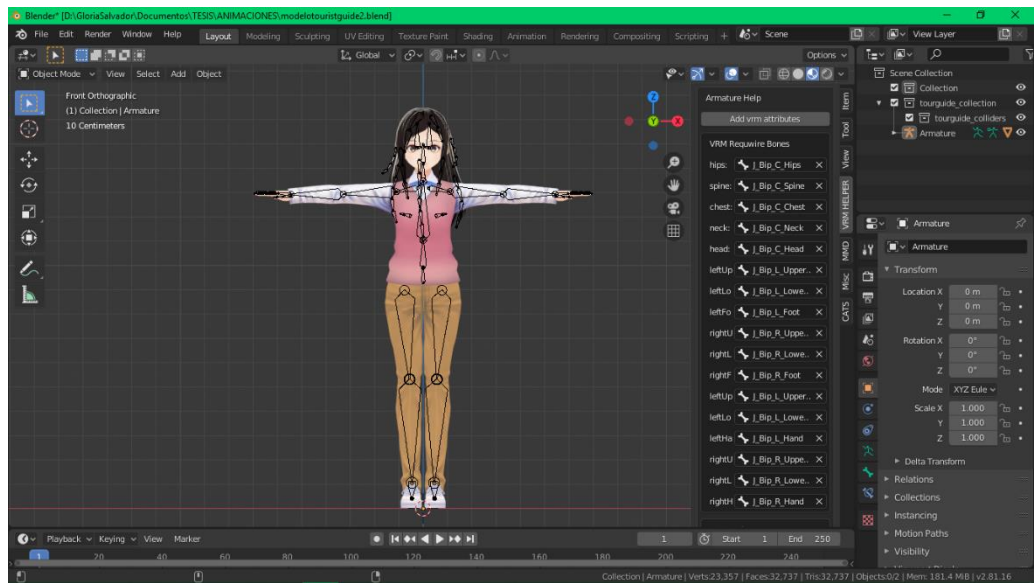 Blender* [D:\GloriaSalvador\Documentos\TESIS\ANIMACIONES\modelotouristguide2.blend]
File Edit Render Window Help Layout Modeling Sculpting UV Editing Texture Paint Shading Animation Rendering Compositing Scripting + Scene View Layer
Global Options
Object Mode View Select Add Object
Front Orthographic
(1) Collection | Armature
10 Centimeters
Z
Y
X
Armature Help
Add vrm attributes
VRM Requwire Bones
hips: J_Bip_C_Hips
spine: J_Bip_C_Spine
chest: J_Bip_C_Chest
neck: J_Bip_C_Neck
head: J_Bip_C_Head
leftUp J_Bip_L_Upper..
leftLo J_Bip_L_Lowe..
leftFo J_Bip_L_Foot
rightU J_Bip_R_Uppe..
rightL J_Bip_R_Lowe..
rightF J_Bip_R_Foot
leftUp J_Bip_L_Upper..
leftLo J_Bip_L_Lowe..
leftHa J_Bip_L_Hand
rightU J_Bip_R_Uppe..
rightL J_Bip_R_Lowe..
rightH J_Bip_R_Hand
Item
Tool
View
VRM HELPER
MMD
Misc
CATS
Scene Collection
Collection
tourguide_collection
tourguide_colliders
Armature
Armature
Armature
Transform
Location X 0 m
Y 0 m
Z 0 m
Rotation X 0°
Y 0°
Z 0°
Mode XYZ Eule
Scale X 1.000
Y 1.000
Z 1.000
Delta Transform
Relations
Collections
Instancing
Motion Paths
Visibility
Playback Keying View Marker 1 Start 1 End 250
1 20 40 60 80 100 120 140 160 180 200 220 240
Collection | Armature | Verts:23,357 | Faces:32,737 | Tris:32,737 | Objects:0/2 | Mem: 181.4 MiB | v2.81.16